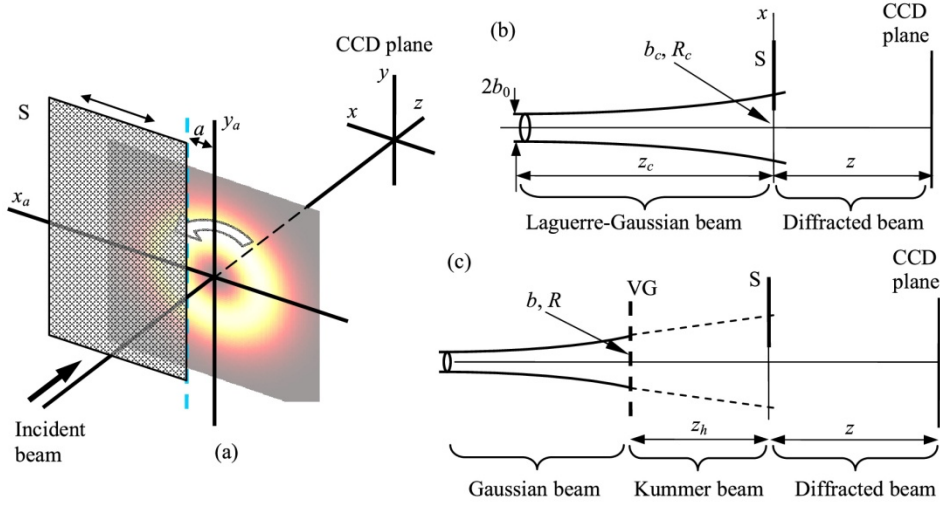 CCD plane
y
z
x
S
a
y_a
x_a
Incident
beam
(a)
(b)
x
CCD
plane
S
b_c, R_c
2b_0
z_c
z
Laguerre-Gaussian beam
Diffracted beam
(c)
CCD
plane
S
VG
b, R
z_h
z
Gaussian beam
Kummer beam
Diffracted beam